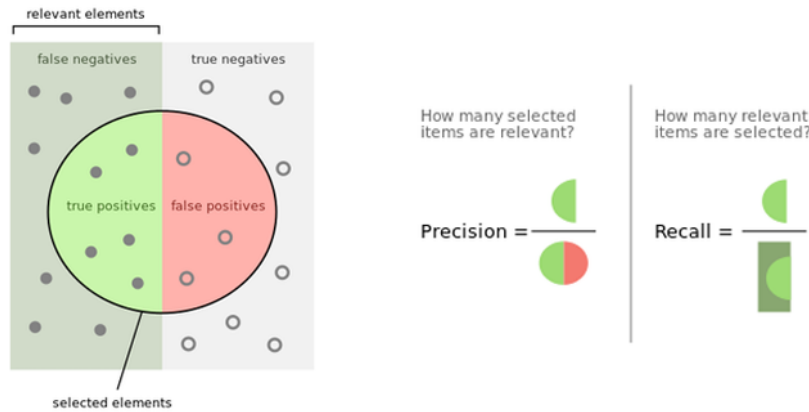 relevant elements
false negatives
true negatives
true positives
false positives
selected elements
How many selected
items are relevant?
Precision =
How many relevant
items are selected?
Recall =